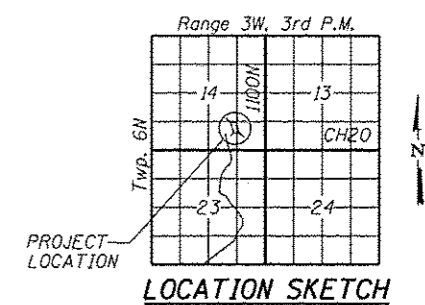 Range 3W, 3rd P.M.
Twp. 6N
14
1100N
13
CH20
23
24
N
PROJECT
LOCATION
LOCATION SKETCH